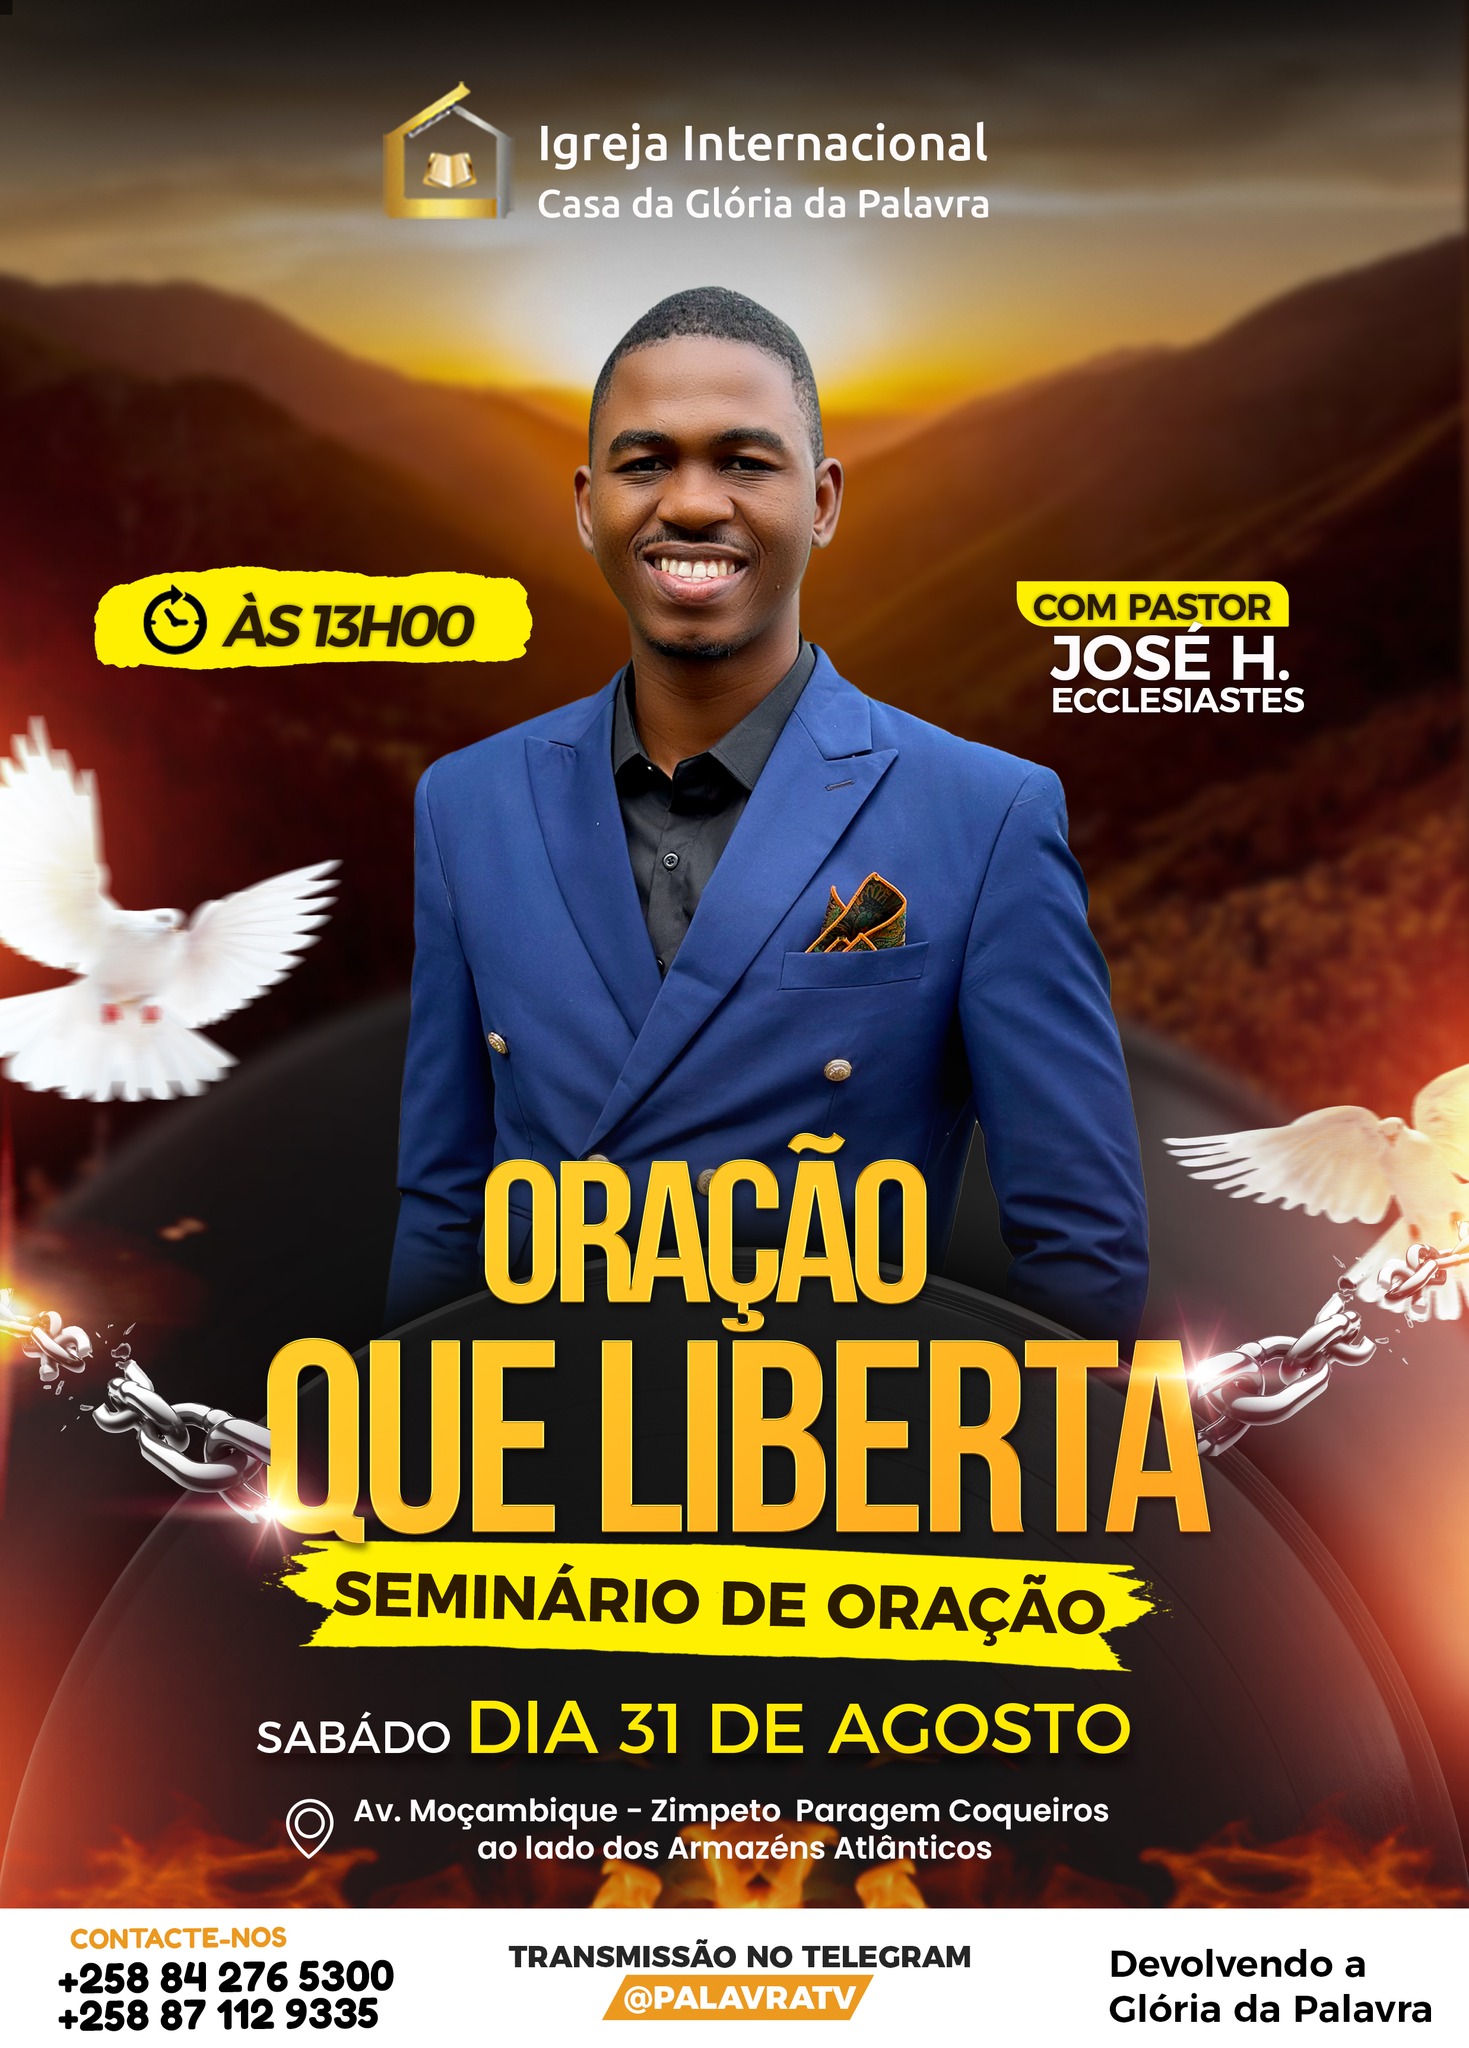 Igreja Internacional
Casa da Glória da Palavra
ÀS 13H00
COM PASTOR
JOSÉ H.
ECCLESIASTES
ORAÇÃO
QUE LIBERTA
SEMINÁRIO DE ORAÇÃO
SABÁDO DIA 31 DE AGOSTO
Av. Moçambique - Zimpeto Paragem Coqueiros
ao lado dos Armazéns Atlânticos
CONTACTE-NOS
+258 84 276 5300
+258 87 112 9335
TRANSMISSÃO NO TELEGRAM
@PALAVRATV
Devolvendo a
Glória da Palavra